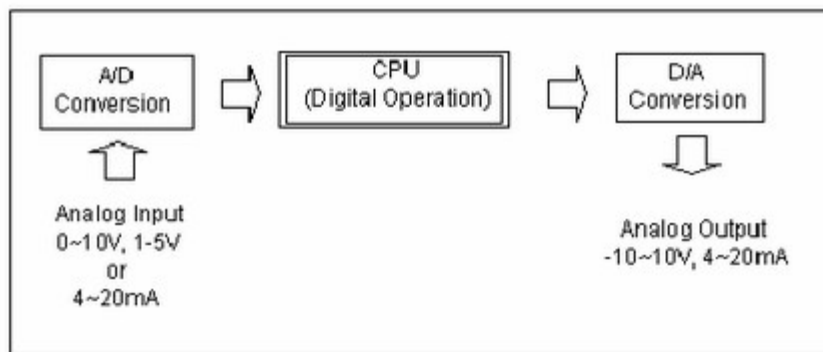 A/D
Conversion
CPU
(Digital Operation)
D/A
Conversion
Analog Input
0~10V, 1-5V
or
4~20mA
Analog Output
-10~10V, 4~20mA